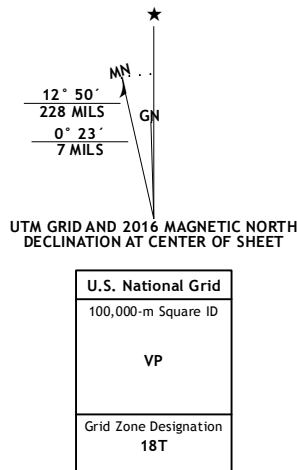 ★
MN
12° 50´
228 MILS
GN
0° 23´
7 MILS
UTM GRID AND 2016 MAGNETIC NORTH
DECLINATION AT CENTER OF SHEET
U.S. National Grid
100,000-m Square ID
VP
Grid Zone Designation
18T